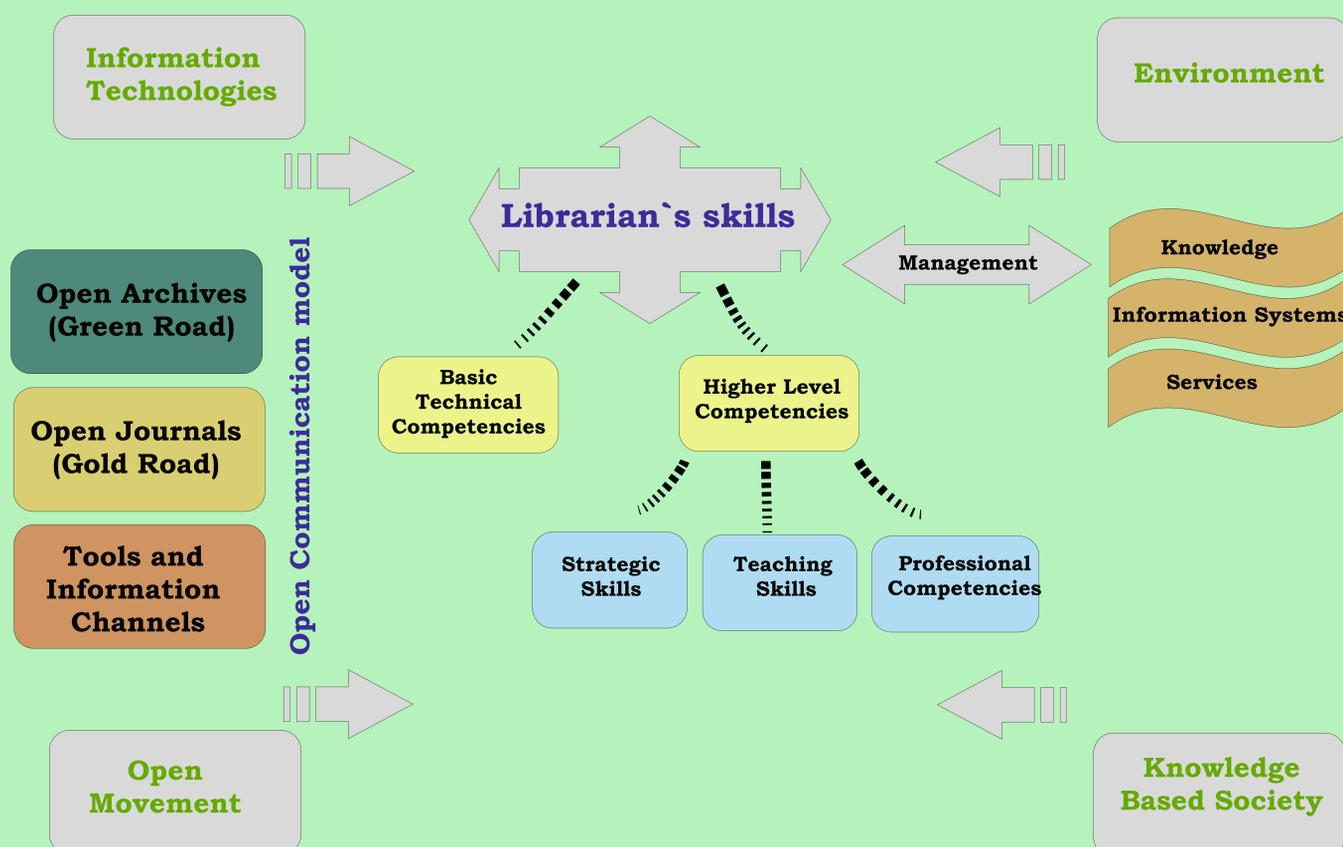 Information
Technologies
Environment
Librarian`s skills
Management
Knowledge
Information Systems
Services
Open Archives
(Green Road)
Open Journals
(Gold Road)
Tools and
Information
Channels
Open Communication model
Basic
Technical
Competencies
Higher Level
Competencies
Strategic
Skills
Teaching
Skills
Professional
Competencies
Open
Movement
Knowledge
Based Society